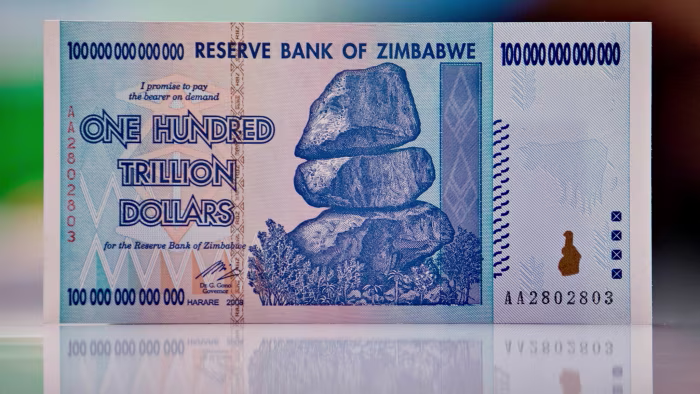 100 000 000 000 000 RESERVE BANK OF ZIMBABWE 100 000 000 000 000
I promise to pay
the bearer on demand
ONE HUNDRED
TRILLION
DOLLARS
AA2802803
for the Reserve Bank of Zimbabwe
Dr. G. Gono
Governor
100 000 000 000 000 HARARE 2008
AA2802803